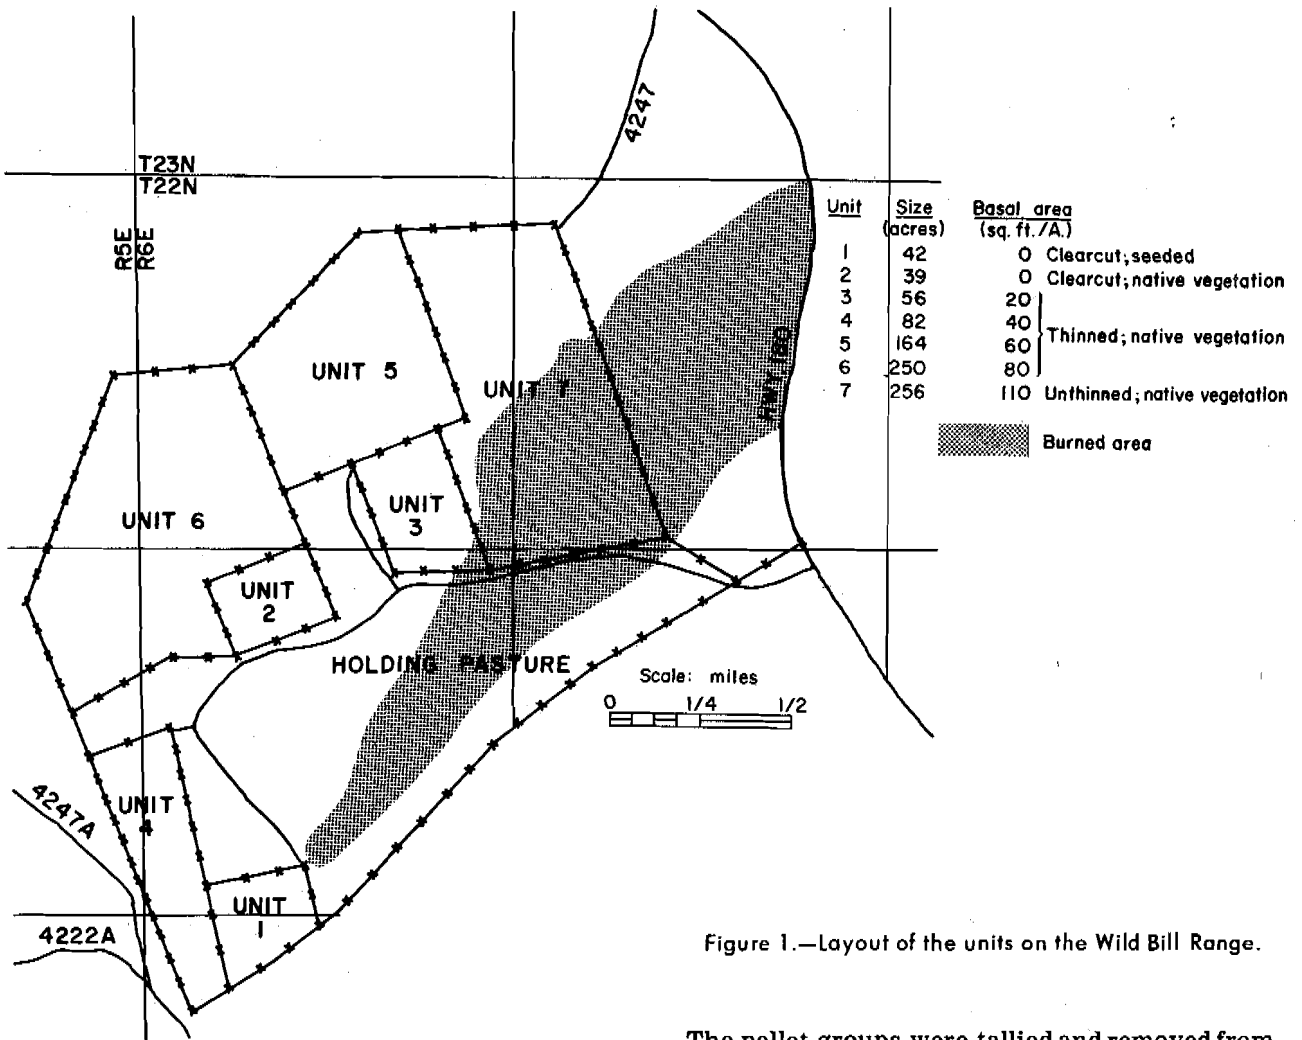 4247
T23N
T22N
R5E
R6E
Unit Size Basal area
(acres) (sq. ft./A.)
1 42 0 Clearcut; seeded
2 39 0 Clearcut; native vegetation
3 56 20
4 82 40
Thinned; native vegetation
5 164 60
6 250 80
7 256 110 Unthinned; native vegetation
Burned area
HWY 180
UNIT 5
UNIT 7
UNIT 6
UNIT
3
UNIT
2
HOLDING PASTURE
Scale: miles
0 1/4 1/2
4247A
UNIT
4
UNIT
1
4222A
Figure 1.—Layout of the units on the Wild Bill Range.
The pellet groups were tallied and removed from